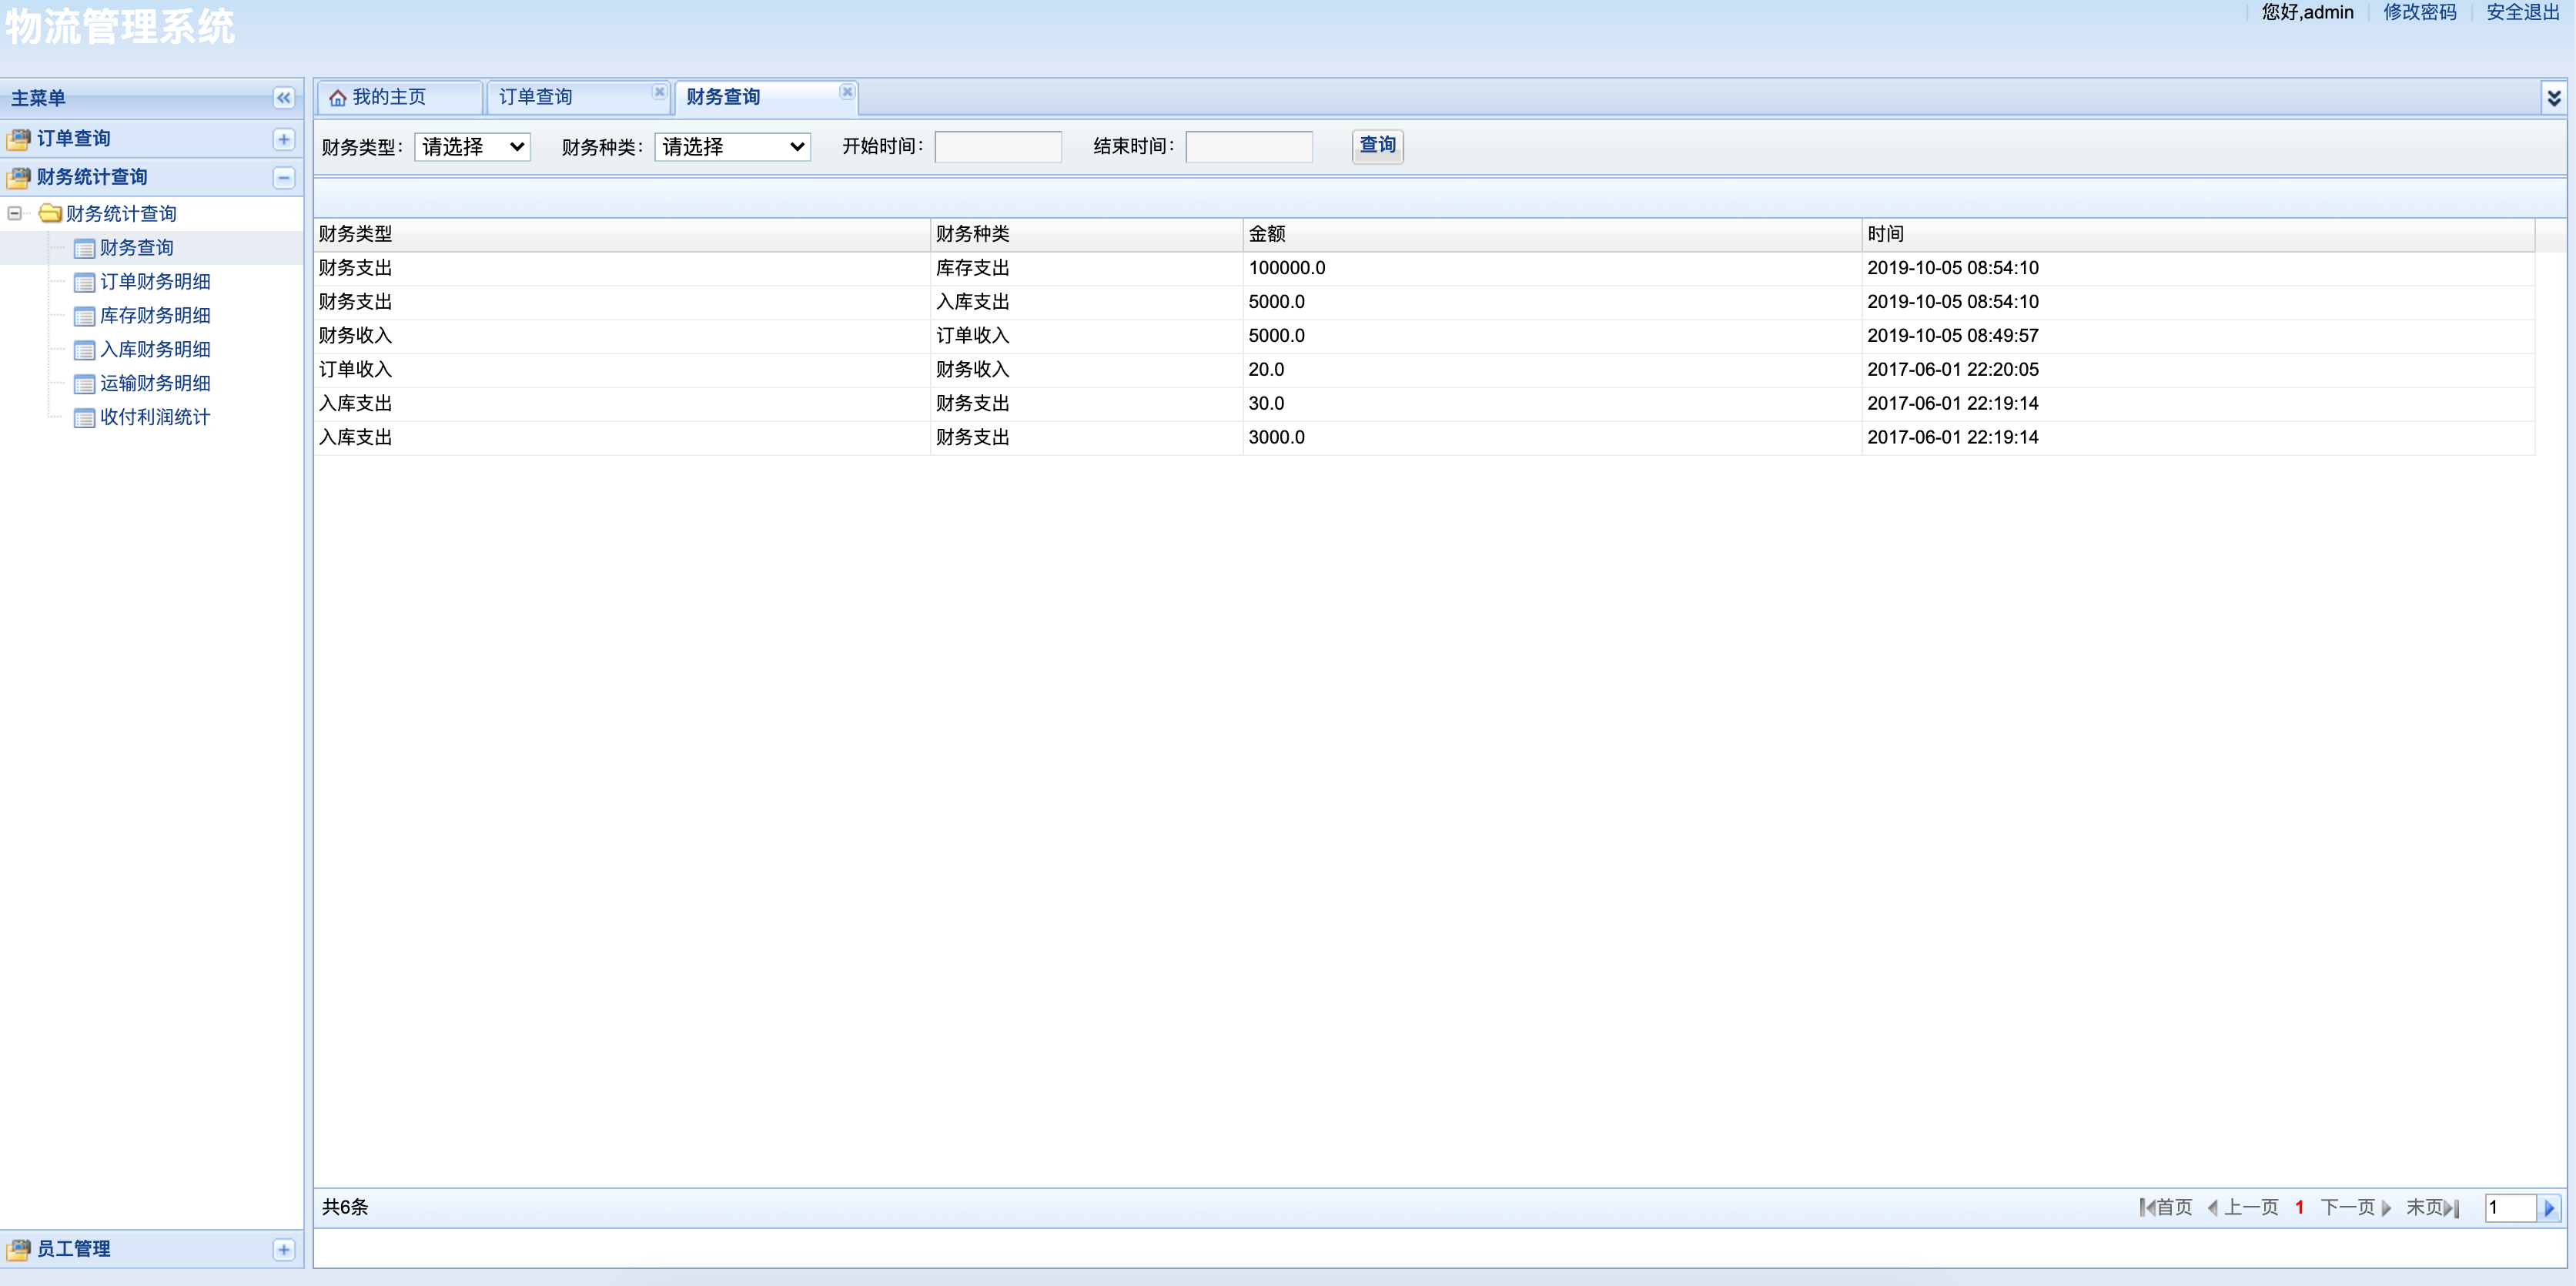 物流管理系统
您好,admin 修改密码 安全退出
主菜单
订单查询
财务统计查询
财务统计查询
财务查询
订单财务明细
库存财务明细
入库财务明细
运输财务明细
收付利润统计
员工管理
我的主页 订单查询 财务查询
财务类型： 请选择 财务种类： 请选择 开始时间： 结束时间： 查询
财务类型 财务种类 金额 时间
财务支出 库存支出 100000.0 2019-10-05 08:54:10
财务支出 入库支出 5000.0 2019-10-05 08:54:10
财务收入 订单收入 5000.0 2019-10-05 08:49:57
订单收入 财务收入 20.0 2017-06-01 22:20:05
入库支出 财务支出 30.0 2017-06-01 22:19:14
入库支出 财务支出 3000.0 2017-06-01 22:19:14
共6条 首页 上一页 1 下一页 末页 1